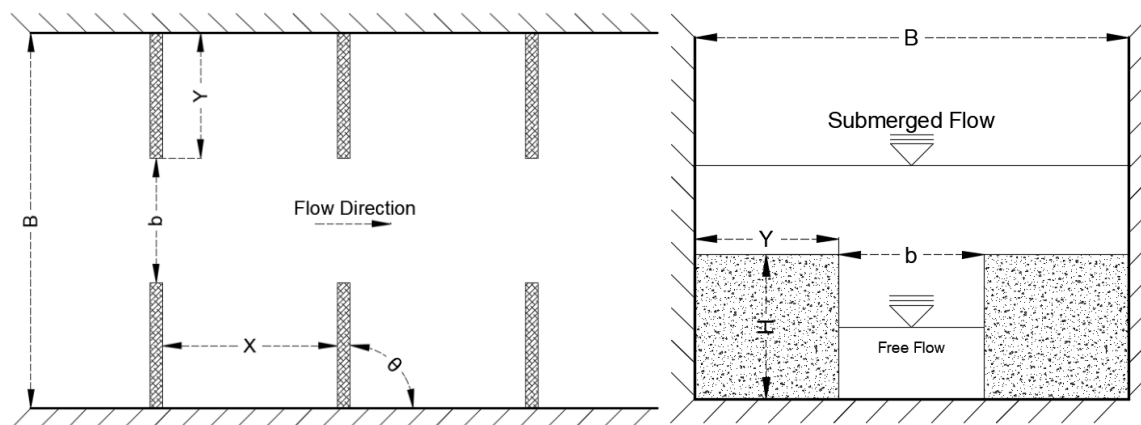 Y
B
b
Flow Direction
X
θ
B
Submerged Flow
Y
b
H
Free Flow